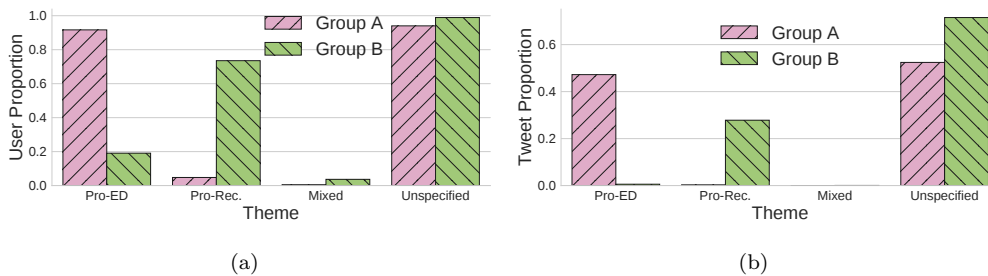 User Proportion
1.0
0.8
0.6
0.4
0.2
0.0
Group A
Group B
Pro-ED
Pro-Rec.
Mixed
Unspecified
Theme
(a)
Tweet Proportion
0.6
0.4
0.2
0.0
Group A
Group B
Pro-ED
Pro-Rec.
Mixed
Unspecified
Theme
(b)